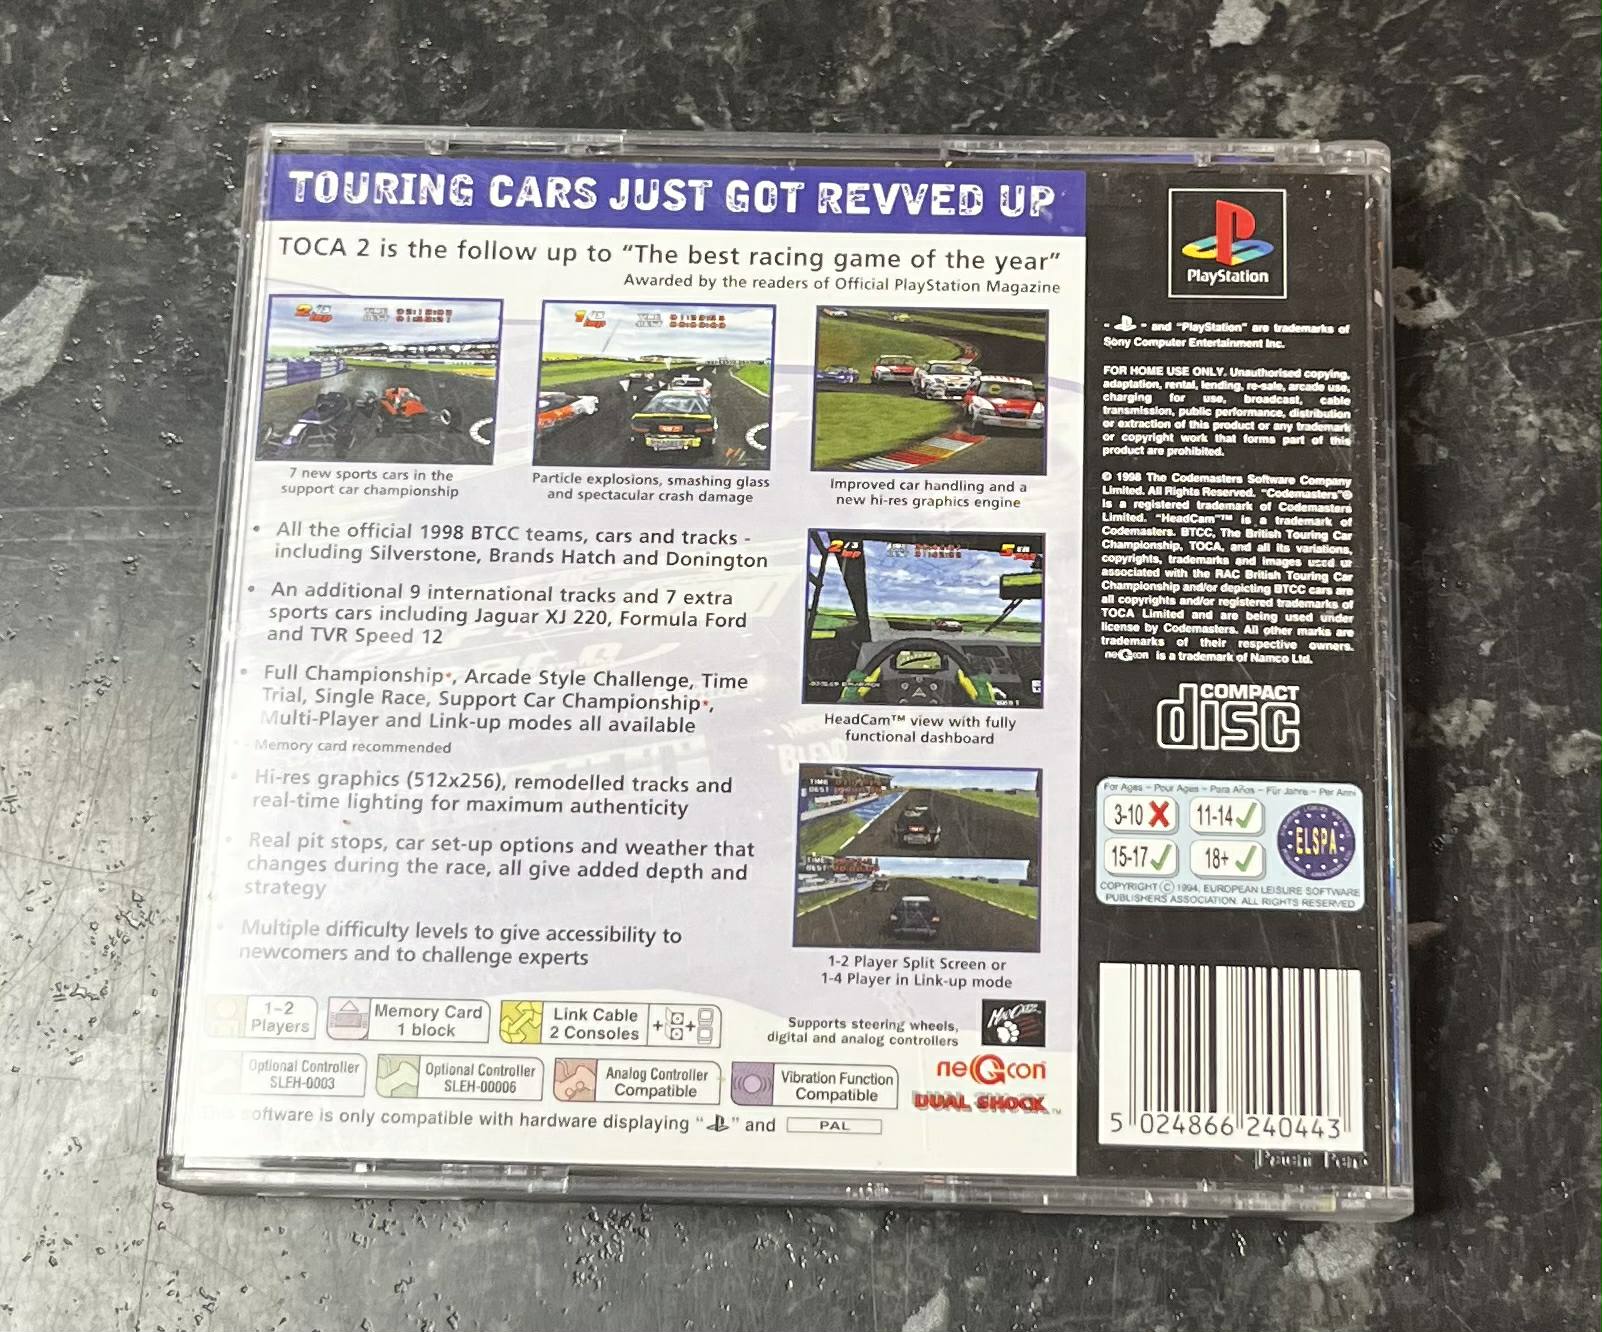 TOURING CARS JUST GOT REVVED UP
TOCA 2 is the follow up to “The best racing game of the year”
Awarded by the readers of Official PlayStation Magazine
7 new sports cars in the
support car championship
Particle explosions, smashing glass
and spectacular crash damage
Improved car handling and a
new hi-res graphics engine
• All the official 1998 BTCC teams, cars and tracks -
including Silverstone, Brands Hatch and Donington
• An additional 9 international tracks and 7 extra
sports cars including Jaguar XJ 220, Formula Ford
and TVR Speed 12
• Full Championship*, Arcade Style Challenge, Time
Trial, Single Race, Support Car Championship*,
Multi-Player and Link-up modes all available
Memory card recommended
• Hi-res graphics (512x256), remodelled tracks and
real-time lighting for maximum authenticity
• Real pit stops, car set-up options and weather that
changes during the race, all give added depth and
strategy
• Multiple difficulty levels to give accessibility to
newcomers and to challenge experts
HeadCam™ view with fully
functional dashboard
1-2 Player Split Screen or
1-4 Player in Link-up mode
1-2
Players
Memory Card
1 block
Link Cable
2 Consoles
Supports steering wheels,
digital and analog controllers
MadCatz
Optional Controller
SLEH-0003
Optional Controller
SLEH-00006
Analog Controller
Compatible
Vibration Function
Compatible
neGcon
DUAL SHOCK™
software is only compatible with hardware displaying “ ” and PAL
PlayStation
“ ” and “PlayStation” are trademarks of
Sony Computer Entertainment Inc.
FOR HOME USE ONLY. Unauthorised copying,
adaptation, rental, lending, re-sale, arcade use,
charging for use, broadcast, cable
transmission, public performance, distribution
or extraction of this product or any trademark
or copyright work that forms part of this
product are prohibited.
© 1998 The Codemasters Software Company
Limited. All Rights Reserved. “Codemasters”®
is a registered trademark of Codemasters
Limited. “HeadCam”™ is a trademark of
Codemasters. BTCC, The British Touring Car
Championship, TOCA, and all its variations,
copyrights, trademarks and images used or
associated with the RAC British Touring Car
Championship and/or depicting BTCC cars are
all copyrights and/or registered trademarks of
TOCA Limited and are being used under
license by Codemasters. All other marks are
trademarks of their respective owners.
neGcon is a trademark of Namco Ltd.
COMPACT
disc
For Ages - Pour Ages - Para Años - Für Jahre - Per Anni
3-10 11-14
15-17 18+
ELSPA
COPYRIGHT © 1994, EUROPEAN LEISURE SOFTWARE
PUBLISHERS ASSOCIATION. ALL RIGHTS RESERVED
5 024866 240443